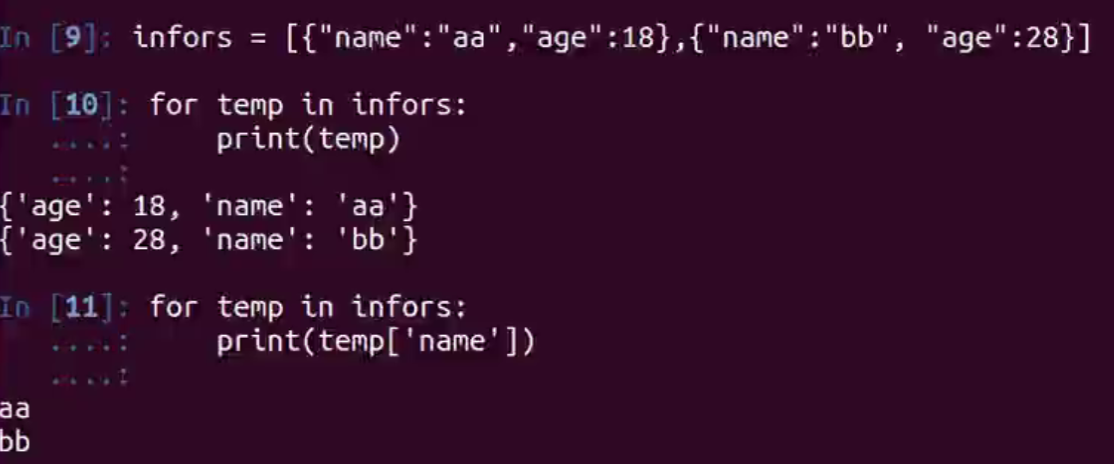 In [9]: infors = [{"name":"aa","age":18},{"name":"bb", "age":28}]
In [10]: for temp in infors:
   ....:     print(temp)
   ....:
{'age': 18, 'name': 'aa'}
{'age': 28, 'name': 'bb'}
In [11]: for temp in infors:
   ....:     print(temp['name'])
   ....:
aa
bb